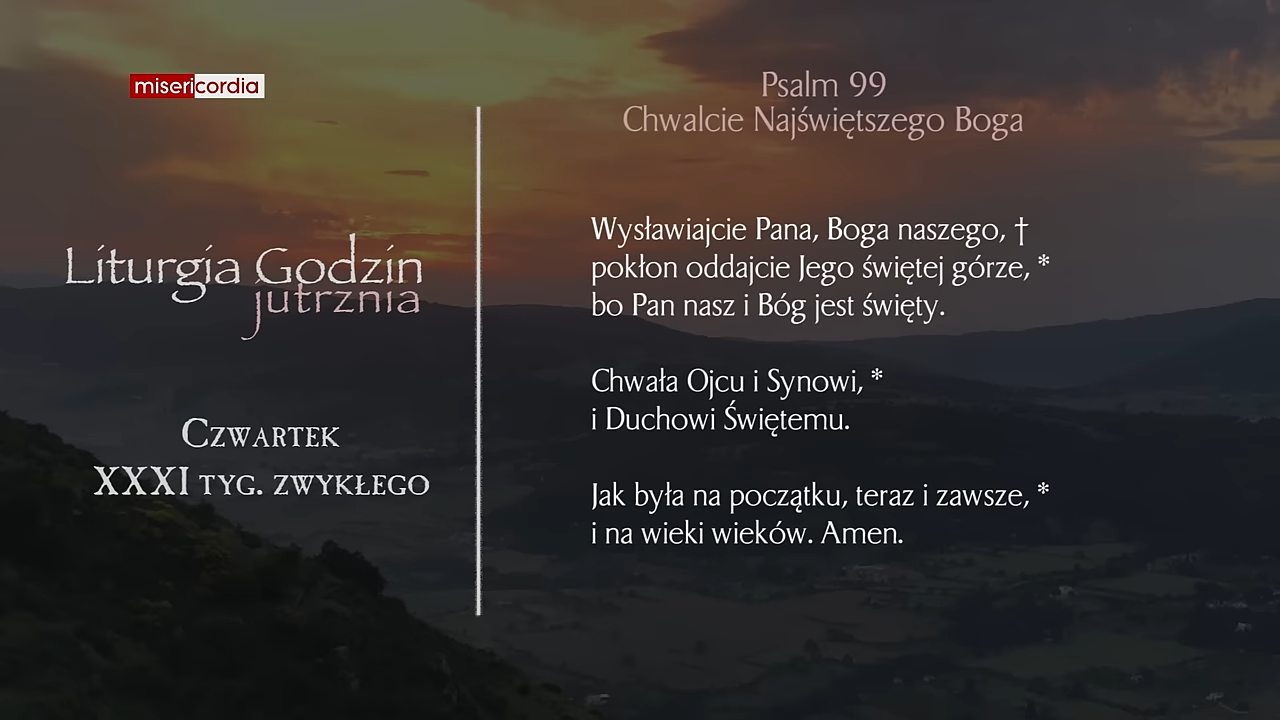 misericordia
Liturgia Godzin
jutrznia
Czwartek
XXXI tyg. zwykłego
Psalm 99
Chwalcie Najświętszego Boga
Wysławiajcie Pana, Boga naszego, †
pokłon oddajcie Jego świętej górze, *
bo Pan nasz i Bóg jest święty.
Chwała Ojcu i Synowi, *
i Duchowi Świętemu.
Jak była na początku, teraz i zawsze, *
i na wieki wieków. Amen.